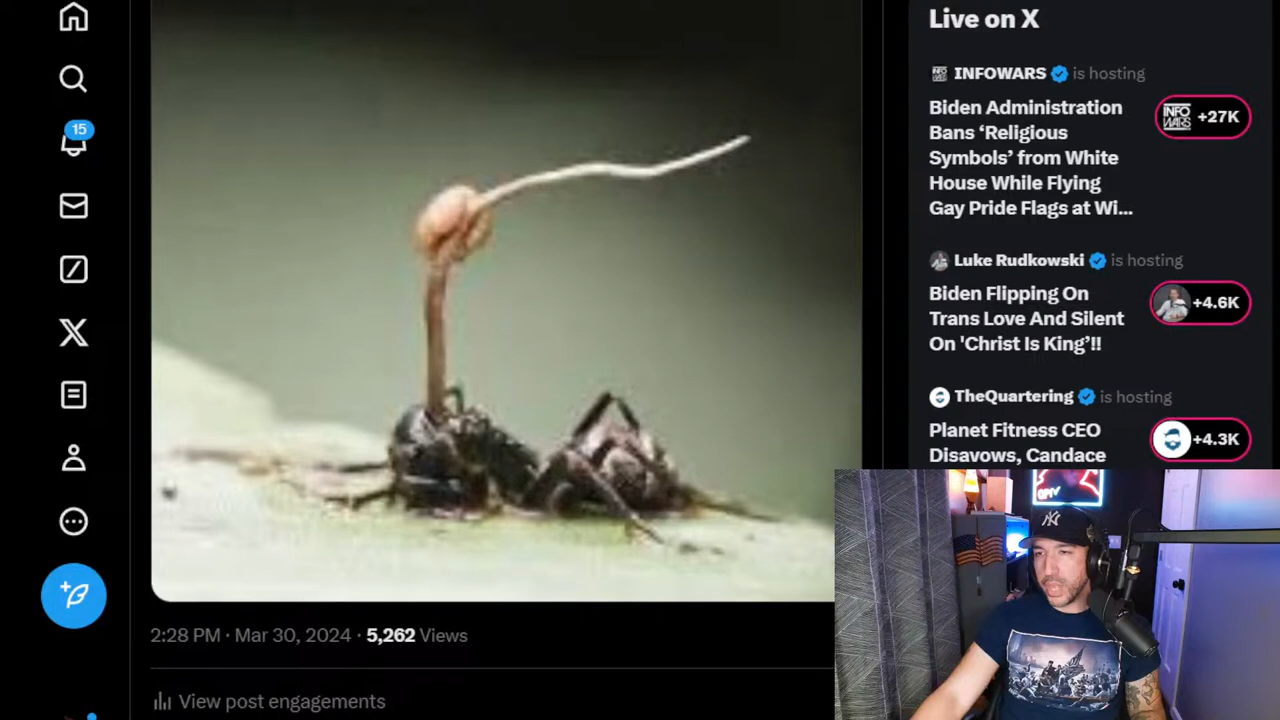 Live on X
INFOWARS is hosting
Biden Administration
Bans ‘Religious
Symbols’ from White
House While Flying
Gay Pride Flags at Wi...
INFO
WARS
+27K
Luke Rudkowski is hosting
Biden Flipping On
Trans Love And Silent
On 'Christ Is King’!!
+4.6K
TheQuartering is hosting
Planet Fitness CEO
Disavows, Candace
+4.3K
15
2:28 PM · Mar 30, 2024 · 5,262 Views
View post engagements